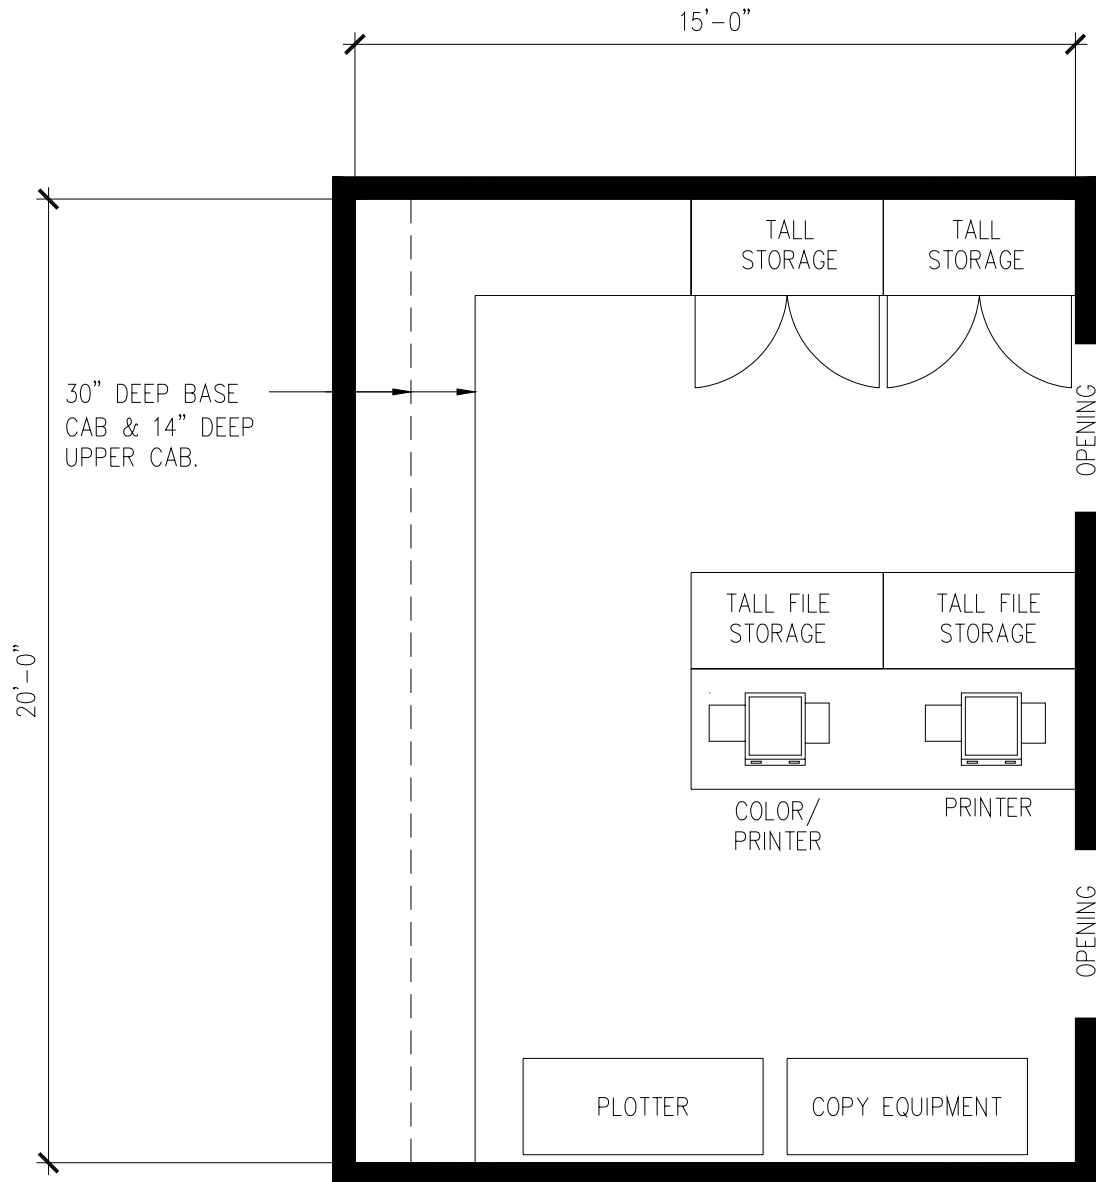 15'-0"
TALL
STORAGE
TALL
STORAGE
30" DEEP BASE
CAB & 14" DEEP
UPPER CAB.
OPENING
20'-0"
TALL FILE
STORAGE
TALL FILE
STORAGE
COLOR/
PRINTER
PRINTER
OPENING
PLOTTER
COPY EQUIPMENT